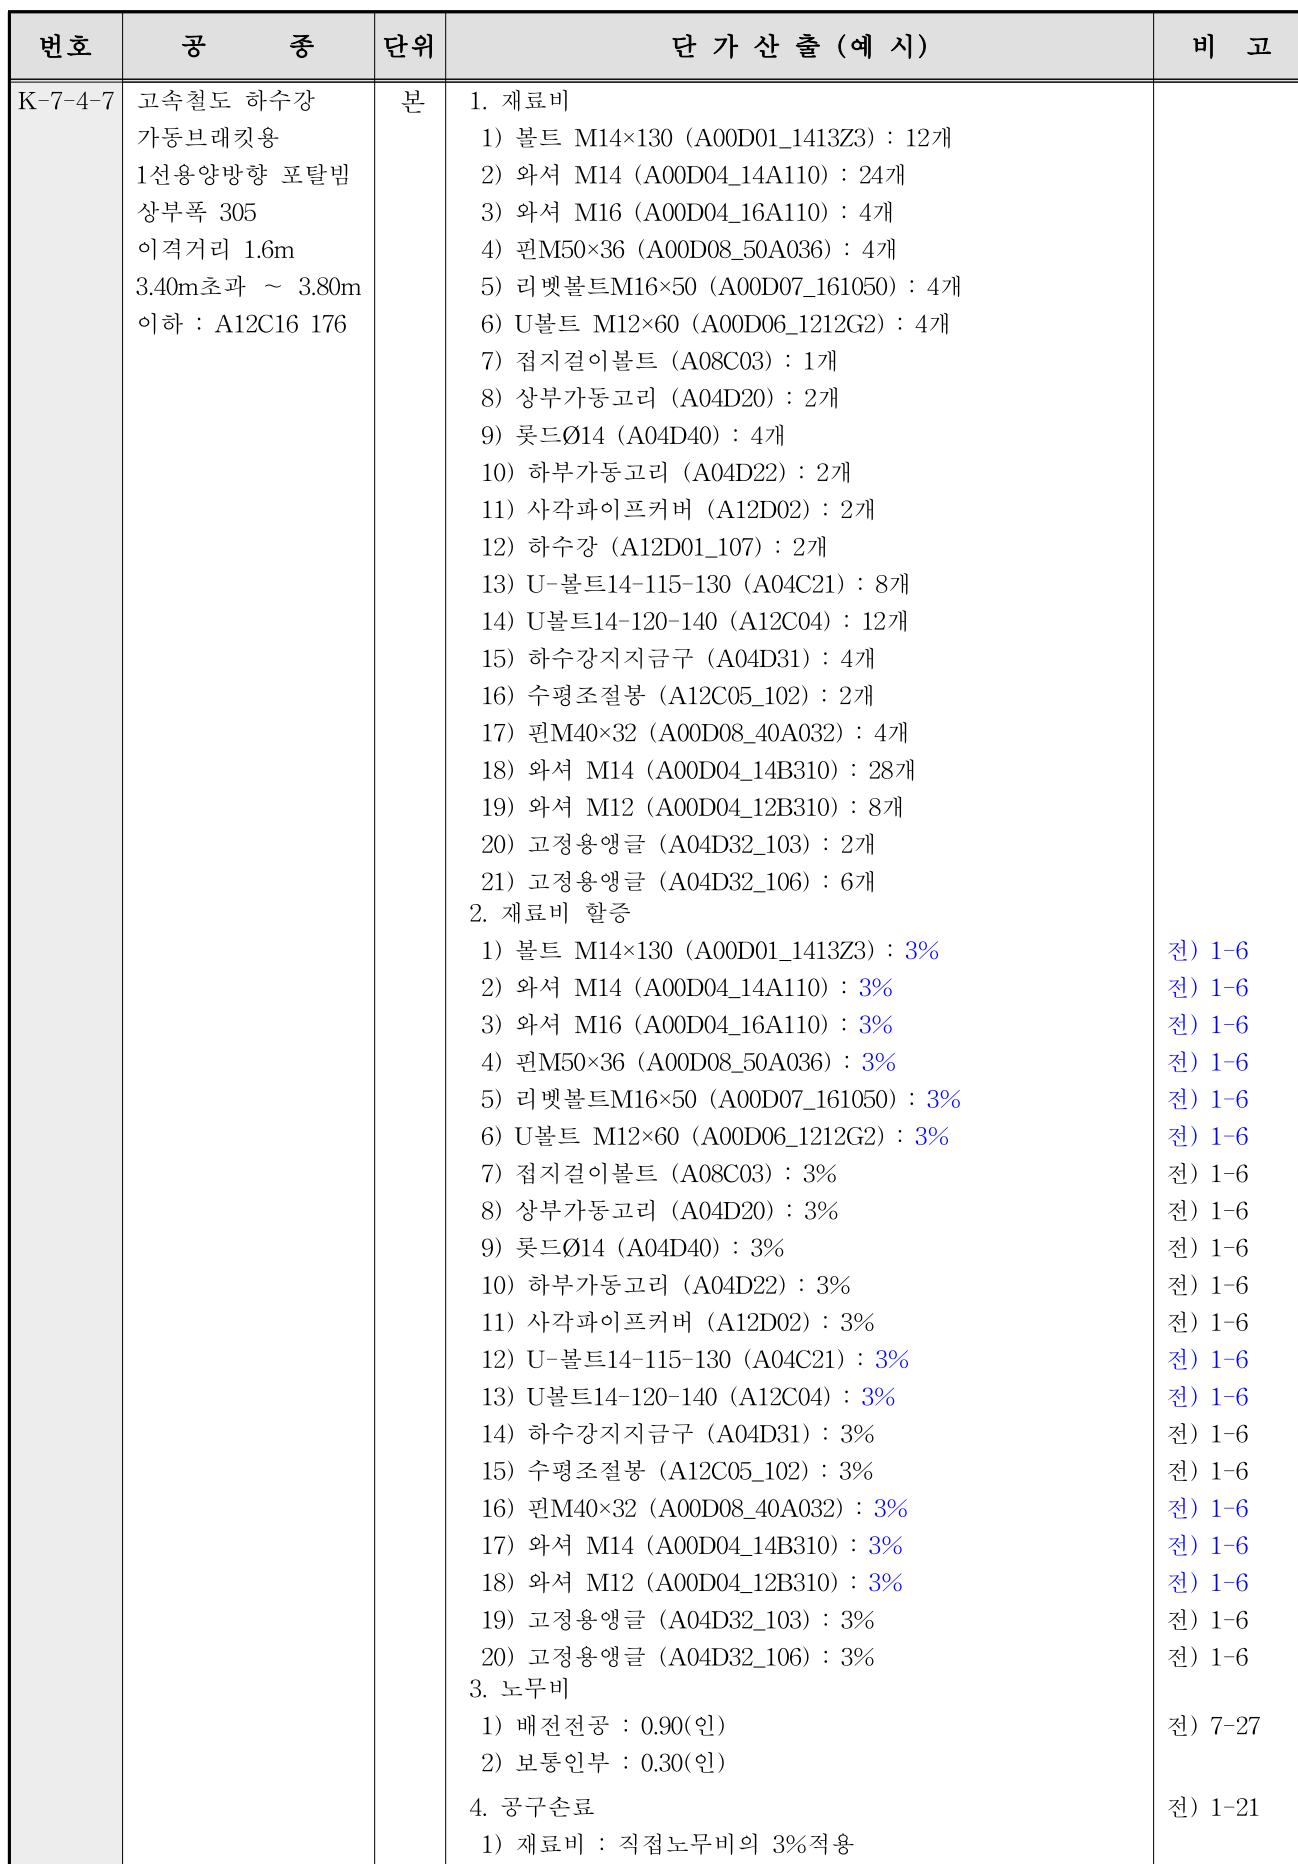 번호 공 종 단위 단 가 산 출 (예 시) 비 고
K-7-4-7 고속철도 하수강 본 1. 재료비
가동브래킷용 1) 볼트 M14×130 (A00D01_1413Z3) : 12개
1선용양방향 포탈빔 2) 와셔 M14 (A00D04_14A110) : 24개
상부폭 305 3) 와셔 M16 (A00D04_16A110) : 4개
이격거리 1.6m 4) 핀M50×36 (A00D08_50A036) : 4개
3.40m초과 ~ 3.80m 5) 리벳볼트M16×50 (A00D07_161050) : 4개
이하 : A12C16 176 6) U볼트 M12×60 (A00D06_1212G2) : 4개
7) 접지걸이볼트 (A08C03) : 1개
8) 상부가동고리 (A04D20) : 2개
9) 롯드Ø14 (A04D40) : 4개
10) 하부가동고리 (A04D22) : 2개
11) 사각파이프커버 (A12D02) : 2개
12) 하수강 (A12D01_107) : 2개
13) U-볼트14-115-130 (A04C21) : 8개
14) U볼트14-120-140 (A12C04) : 12개
15) 하수강지지금구 (A04D31) : 4개
16) 수평조절봉 (A12C05_102) : 2개
17) 핀M40×32 (A00D08_40A032) : 4개
18) 와셔 M14 (A00D04_14B310) : 28개
19) 와셔 M12 (A00D04_12B310) : 8개
20) 고정용앵글 (A04D32_103) : 2개
21) 고정용앵글 (A04D32_106) : 6개
2. 재료비 할증
1) 볼트 M14×130 (A00D01_1413Z3) : 3% 전) 1-6
2) 와셔 M14 (A00D04_14A110) : 3% 전) 1-6
3) 와셔 M16 (A00D04_16A110) : 3% 전) 1-6
4) 핀M50×36 (A00D08_50A036) : 3% 전) 1-6
5) 리벳볼트M16×50 (A00D07_161050) : 3% 전) 1-6
6) U볼트 M12×60 (A00D06_1212G2) : 3% 전) 1-6
7) 접지걸이볼트 (A08C03) : 3% 전) 1-6
8) 상부가동고리 (A04D20) : 3% 전) 1-6
9) 롯드Ø14 (A04D40) : 3% 전) 1-6
10) 하부가동고리 (A04D22) : 3% 전) 1-6
11) 사각파이프커버 (A12D02) : 3% 전) 1-6
12) U-볼트14-115-130 (A04C21) : 3% 전) 1-6
13) U볼트14-120-140 (A12C04) : 3% 전) 1-6
14) 하수강지지금구 (A04D31) : 3% 전) 1-6
15) 수평조절봉 (A12C05_102) : 3% 전) 1-6
16) 핀M40×32 (A00D08_40A032) : 3% 전) 1-6
17) 와셔 M14 (A00D04_14B310) : 3% 전) 1-6
18) 와셔 M12 (A00D04_12B310) : 3% 전) 1-6
19) 고정용앵글 (A04D32_103) : 3% 전) 1-6
20) 고정용앵글 (A04D32_106) : 3% 전) 1-6
3. 노무비
1) 배전전공 : 0.90(인) 전) 7-27
2) 보통인부 : 0.30(인)
4. 공구손료 전) 1-21
1) 재료비 : 직접노무비의 3%적용